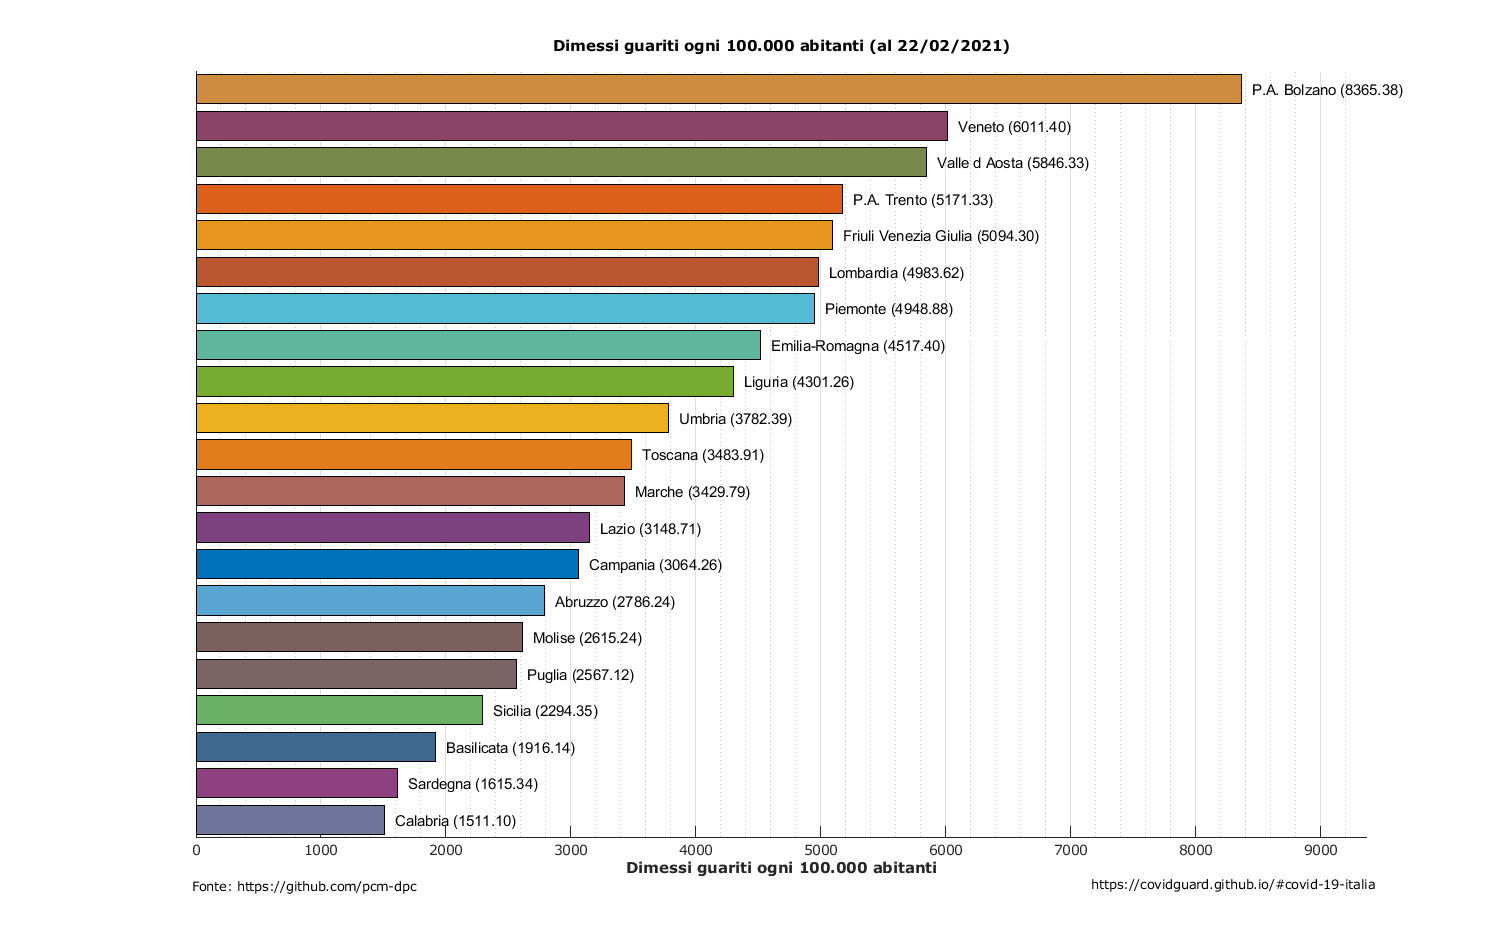 Dimessi guariti ogni 100.000 abitanti (al 22/02/2021)
P.A. Bolzano (8365.38)
Veneto (6011.40)
Valle d Aosta (5846.33)
P.A. Trento (5171.33)
Friuli Venezia Giulia (5094.30)
Lombardia (4983.62)
Piemonte (4948.88)
Emilia-Romagna (4517.40)
Liguria (4301.26)
Umbria (3782.39)
Toscana (3483.91)
Marche (3429.79)
Lazio (3148.71)
Campania (3064.26)
Abruzzo (2786.24)
Molise (2615.24)
Puglia (2567.12)
Sicilia (2294.35)
Basilicata (1916.14)
Sardegna (1615.34)
Calabria (1511.10)
0 1000 2000 3000 4000 5000 6000 7000 8000 9000
Dimessi guariti ogni 100.000 abitanti
Fonte: https://github.com/pcm-dpc
https://covidguard.github.io/#covid-19-italia